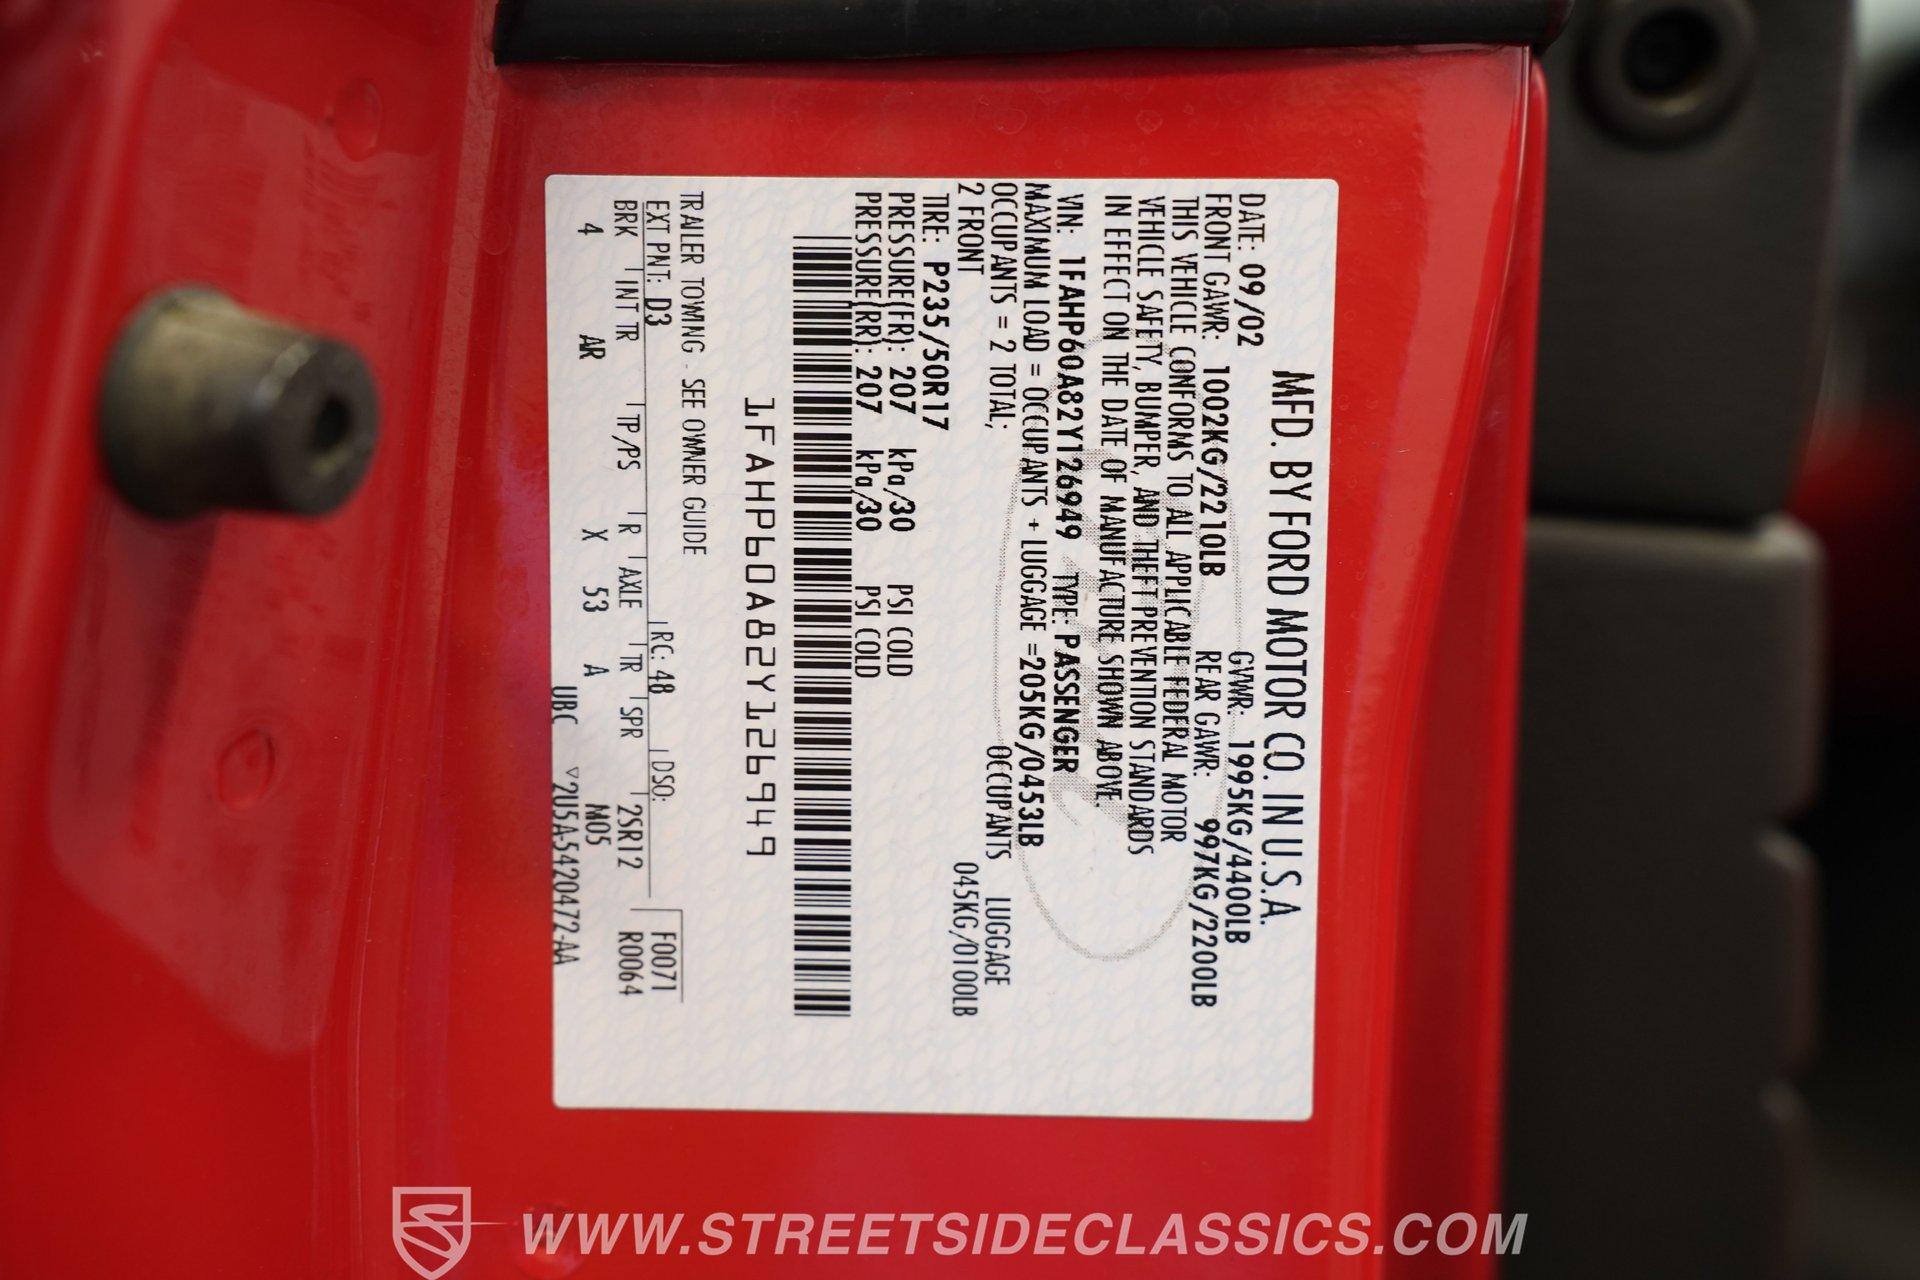 MFD. BY FORD MOTOR CO. IN U.S.A.
DATE: 09/02 GVWR: 1995KG/4400LB
FRONT GAWR: 1002KG/2210LB REAR GAWR: 997KG/2200LB
THIS VEHICLE CONFORMS TO ALL APPLICABLE FEDERAL MOTOR
VEHICLE SAFETY, BUMPER, AND THEFT PREVENTION STANDARDS
IN EFFECT ON THE DATE OF MANUFACTURE SHOWN ABOVE.
VIN: 1FAHP60A82Y126949 TYPE: PASSENGER
MAXIMUM LOAD = OCCUPANTS + LUGGAGE =205KG/0453LB
OCCUPANTS = 2 TOTAL; OCCUPANTS LUGGAGE
2 FRONT 045KG/0100LB
TIRE: P235/50R17
PRESSURE(FR): 207 kPa/30 PSI COLD
PRESSURE(RR): 207 kPa/30 PSI COLD
1FAHP60A82Y126949
TRAILER TOWING - SEE OWNER GUIDE
EXT PNT: D3 RC: 48 DSO: F0071
BRK INT TR TP/PS R AXLE TR SPR 2SR12 R0064
4 AR X 53 A M05
UBC ▽2U5A-5420472-AA
WWW.STREETSIDECLASSICS.COM